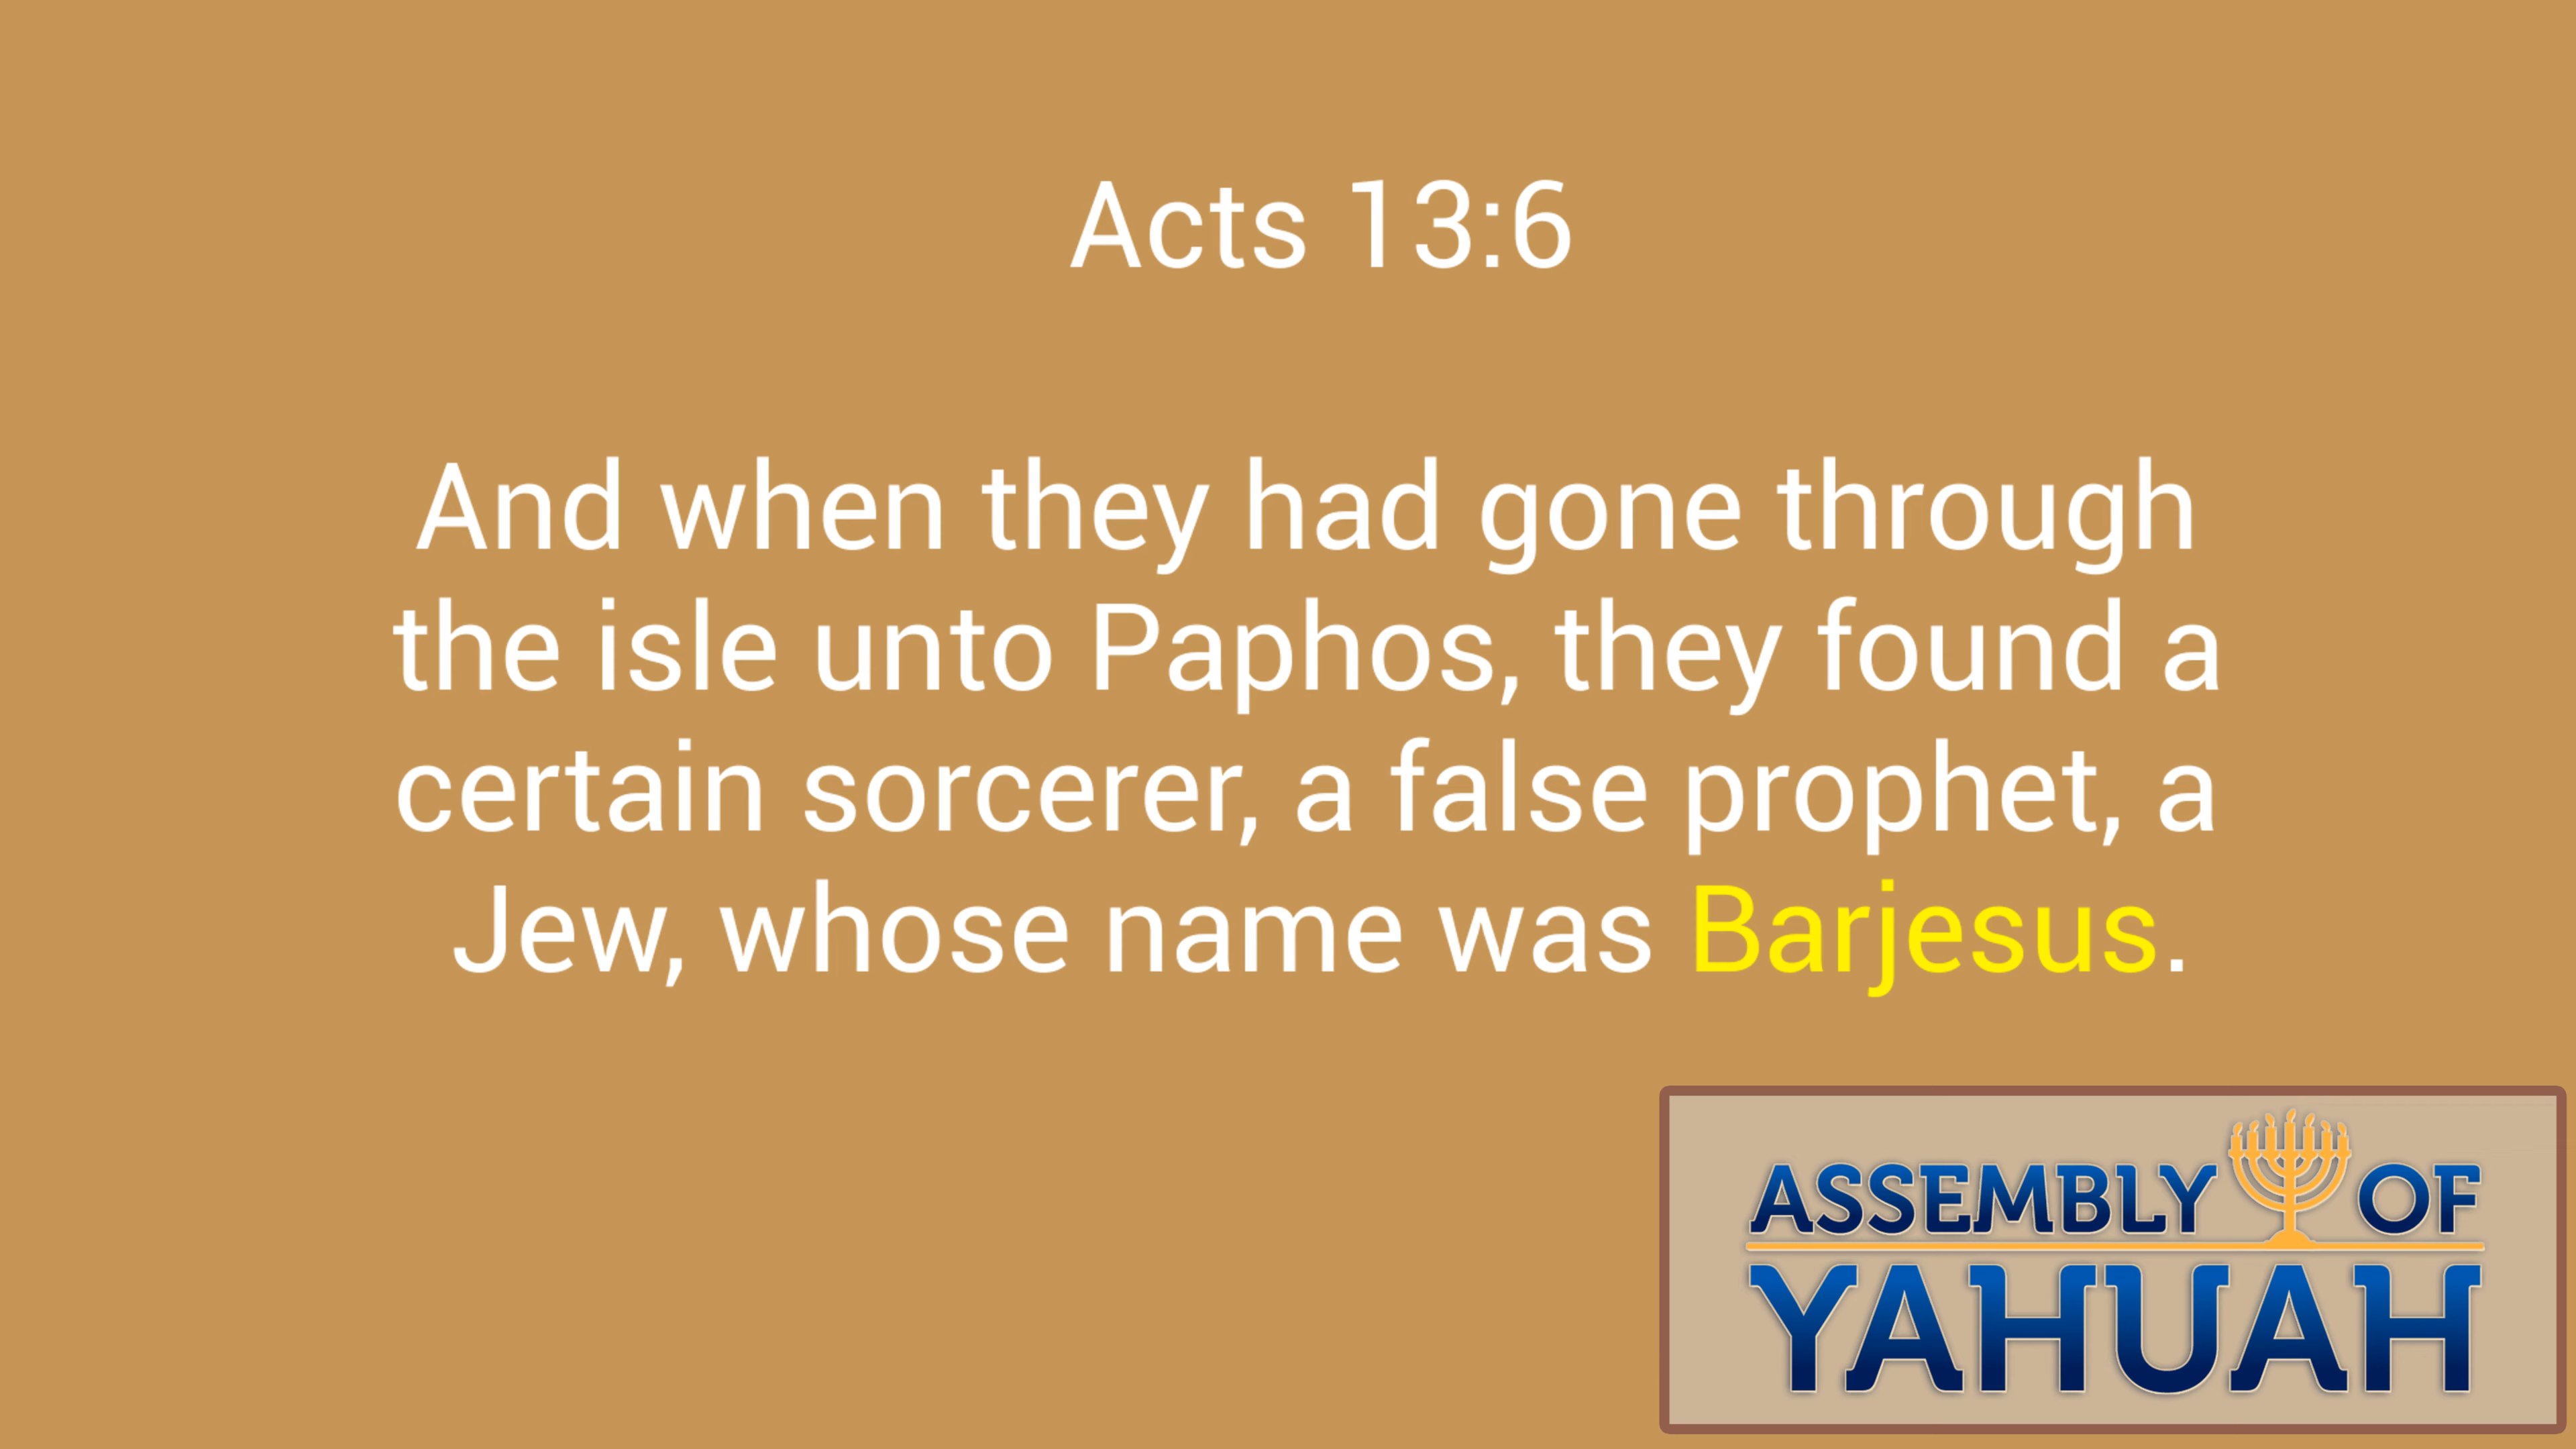 Acts 13:6
And when they had gone through
the isle unto Paphos, they found a
certain sorcerer, a false prophet, a
Jew, whose name was Barjesus.
ASSEMBLY OF
YAHUAH